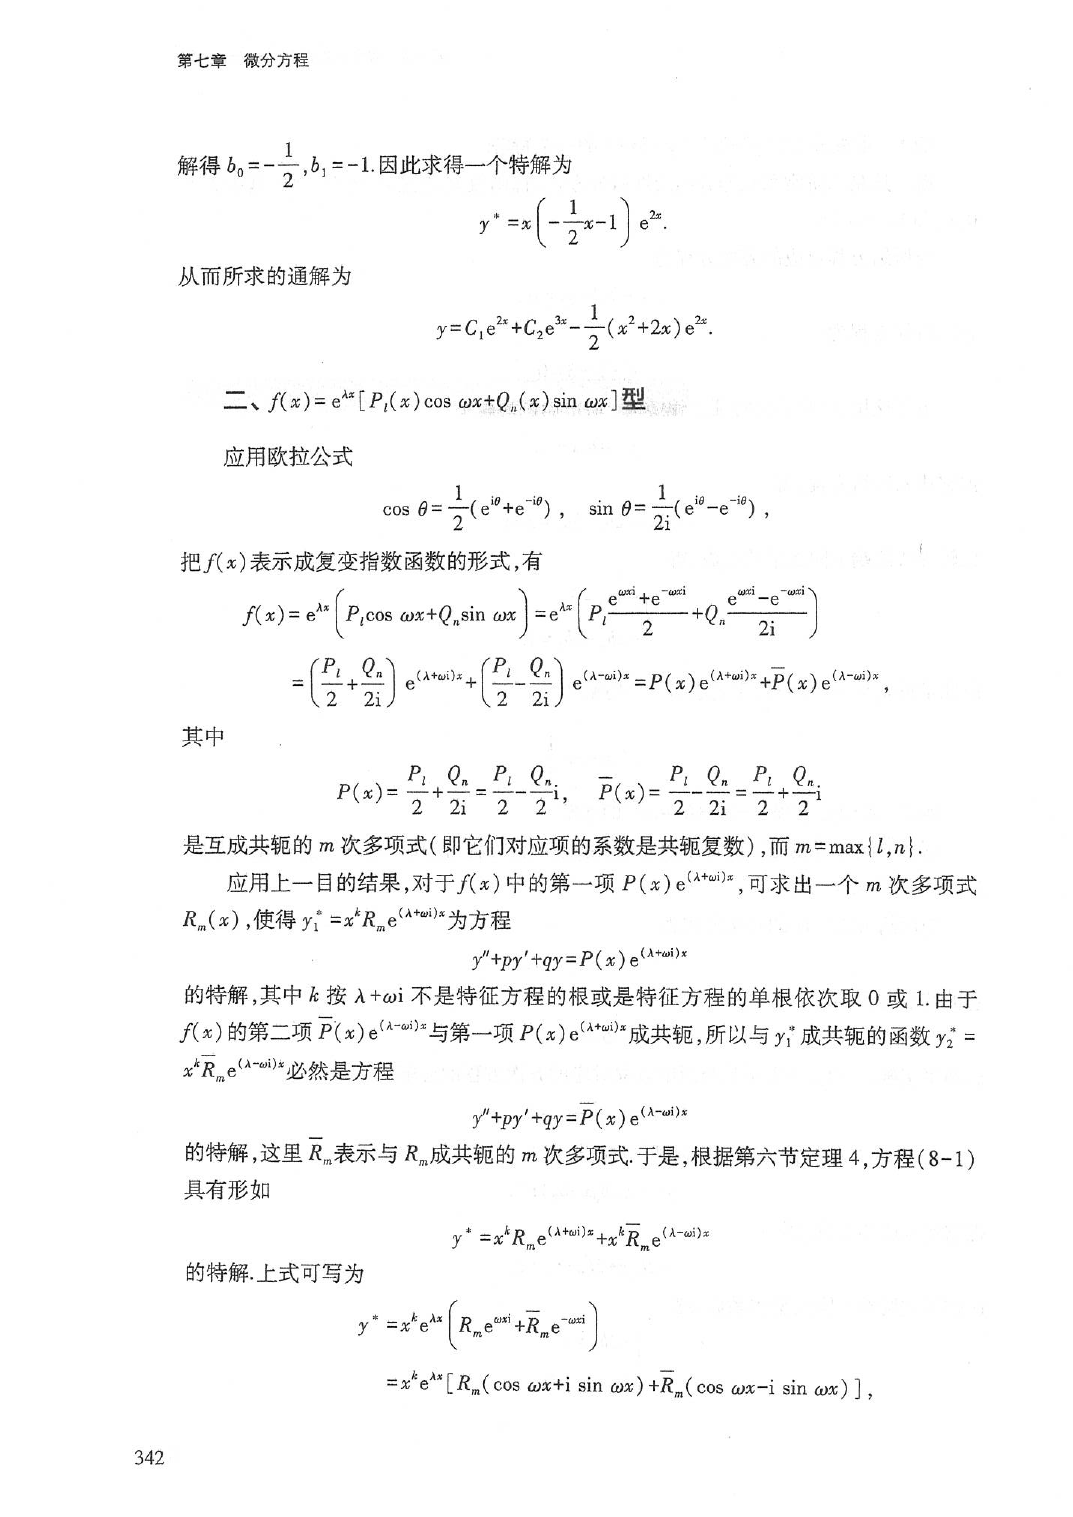 第七章 微分方程
解得 b₀=-1/2,b₁=-1.因此求得一个特解为
y*=x(-1/2x-1)e²ˣ.
从而所求的通解为
y=C₁e²ˣ+C₂e³ˣ-1/2(x²+2x)e²ˣ.
二、f(x)=e^{λx}[P_l(x)cos ωx+Q_n(x)sin ωx]型
应用欧拉公式
cos θ=1/2(e^{iθ}+e^{-iθ}), sin θ=1/2i(e^{iθ}-e^{-iθ}),
把f(x)表示成复变指数函数的形式,有
f(x)=e^{λx}(P_l cos ωx+Q_n sin ωx)=e^{λx}(P_l (e^{ωxi}+e^{-ωxi})/2+Q_n (e^{ωxi}-e^{-ωxi})/2i)
=(P_l/2+Q_n/2i)e^{(λ+ωi)x}+(P_l/2-Q_n/2i)e^{(λ-ωi)x}=P(x)e^{(λ+ωi)x}+P̅(x)e^{(λ-ωi)x},
其中
P(x)=P_l/2+Q_n/2i=P_l/2-Q_n/2 i, P̅(x)=P_l/2-Q_n/2i=P_l/2+Q_n/2 i
是互成共轭的 m 次多项式(即它们对应项的系数是共轭复数),而 m=max{l,n}.
应用上一目的结果,对于f(x)中的第一项 P(x)e^{(λ+ωi)x},可求出一个 m 次多项式
R_m(x),使得 y₁*=x^k R_m e^{(λ+ωi)x}为方程
y″+py′+qy=P(x)e^{(λ+ωi)x}
的特解,其中 k 按 λ+ωi 不是特征方程的根或是特征方程的单根依次取 0 或 1.由于
f(x)的第二项 P̅(x)e^{(λ-ωi)x}与第一项 P(x)e^{(λ+ωi)x}成共轭,所以与 y₁*成共轭的函数 y₂*=
x^k R̅_m e^{(λ-ωi)x}必然是方程
y″+py′+qy=P̅(x)e^{(λ-ωi)x}
的特解,这里 R̅_m表示与 R_m成共轭的 m 次多项式.于是,根据第六节定理 4,方程(8-1)
具有形如
y*=x^k R_m e^{(λ+ωi)x}+x^k R̅_m e^{(λ-ωi)x}
的特解.上式可写为
y*=x^k e^{λx}(R_m e^{ωxi}+R̅_m e^{-ωxi})
=x^k e^{λx}[R_m(cos ωx+i sin ωx)+R̅_m(cos ωx-i sin ωx)],
342